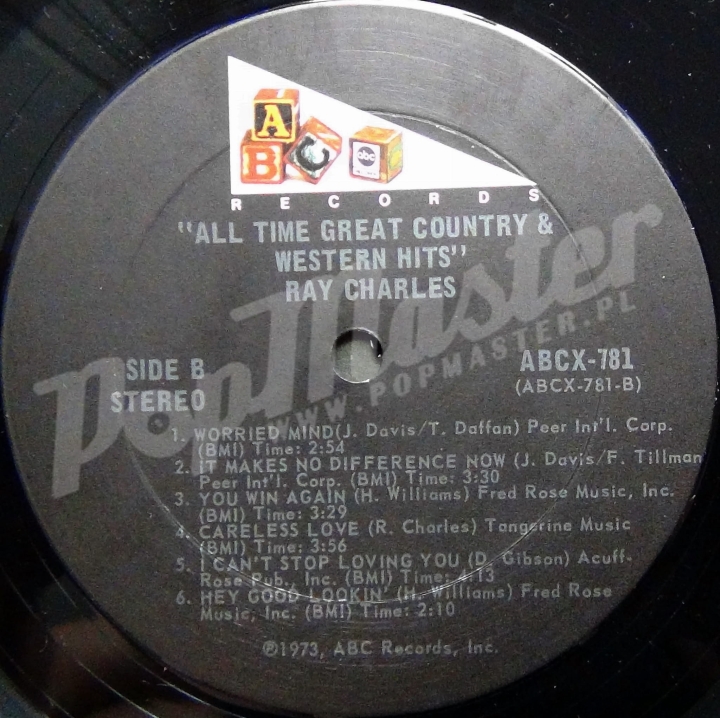 A
B C abc
RECORDS
"ALL TIME GREAT COUNTRY &
WESTERN HITS"
RAY CHARLES
SIDE B
STEREO
ABCX-781
(ABCX-781-B)
PopMaster
WWW.POPMASTER.PL
1. WORRIED MIND(J. Davis/T. Daffan) Peer Int'l. Corp.
(BMI) Time: 2:54
2. IT MAKES NO DIFFERENCE NOW (J. Davis/F. Tillman
Peer Int'l. Corp. (BMI) Time: 3:30
3. YOU WIN AGAIN (H. Williams) Fred Rose Music, Inc.
(BMI) Time: 3:29
4. CARELESS LOVE (R. Charles) Tangerine Music
(BMI) Time: 3:56
5. I CAN'T STOP LOVING YOU (D. Gibson) Acuff-
Rose Pub., Inc. (BMI) Time: :13
6. HEY GOOD LOOKIN' (H. Williams) Fred Rose
Music, Inc. (BMI) Time: 2:10
℗1973, ABC Records, Inc.